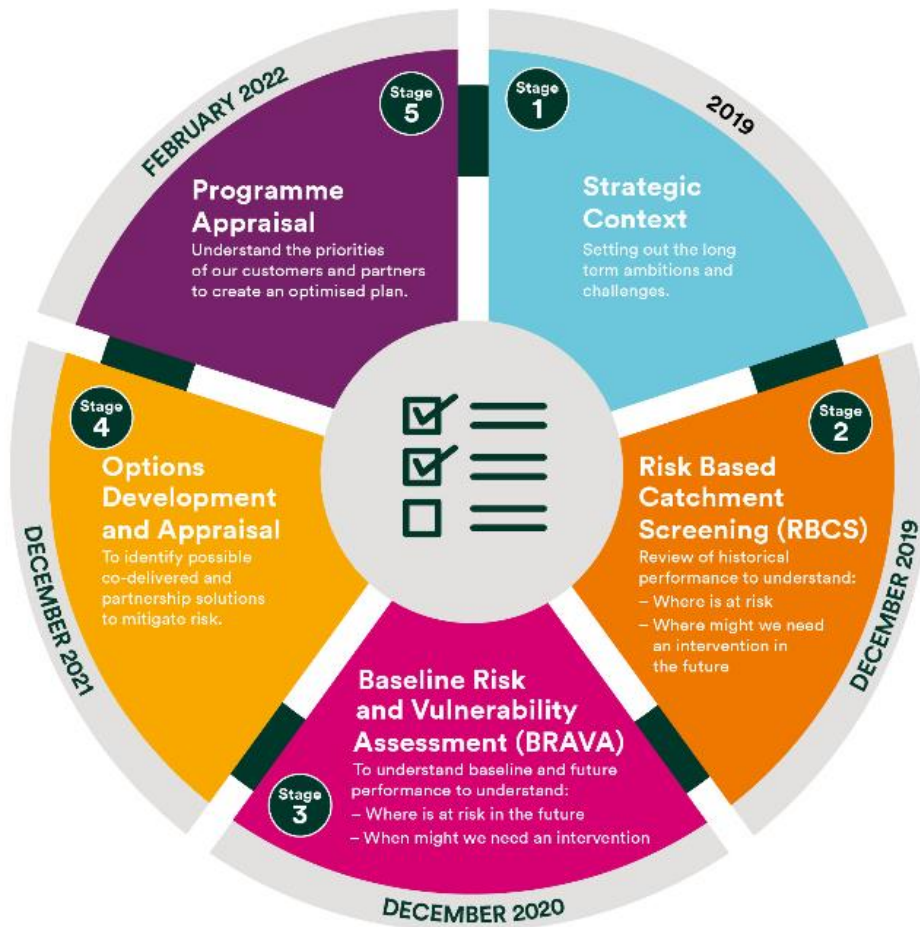 2019
Stage
1
Strategic
Context
Setting out the long
term ambitions and
challenges.
DECEMBER 2019
Stage
2
Risk Based
Catchment
Screening (RBCS)
Review of historical
performance to understand:
– Where is at risk
– Where might we need
an intervention in
the future
DECEMBER 2020
Stage
3
Baseline Risk
and Vulnerability
Assessment (BRAVA)
To understand baseline and future
performance to understand:
– Where is at risk in the future
– When might we need an intervention
DECEMBER 2021
Stage
4
Options
Development
and Appraisal
To identify possible
co-delivered and
partnership solutions
to mitigate risk.
FEBRUARY 2022
Stage
5
Programme
Appraisal
Understand the priorities
of our customers and partners
to create an optimised plan.